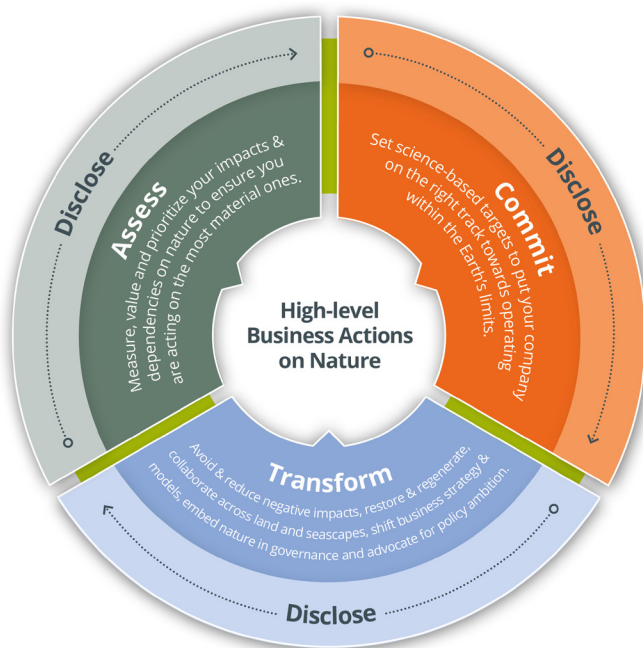 High-level
Business Actions
on Nature
Disclose
Assess
Measure, value and prioritize your impacts &
dependencies on nature to ensure you
are acting on the most material ones.
Disclose
Commit
Set science-based targets to put your company
on the right track towards operating
within the Earth's limits.
Transform
Avoid & reduce negative impacts, restore & regenerate,
collaborate across land and seascapes, shift business strategy &
models, embed nature in governance and advocate for policy ambition.
Disclose